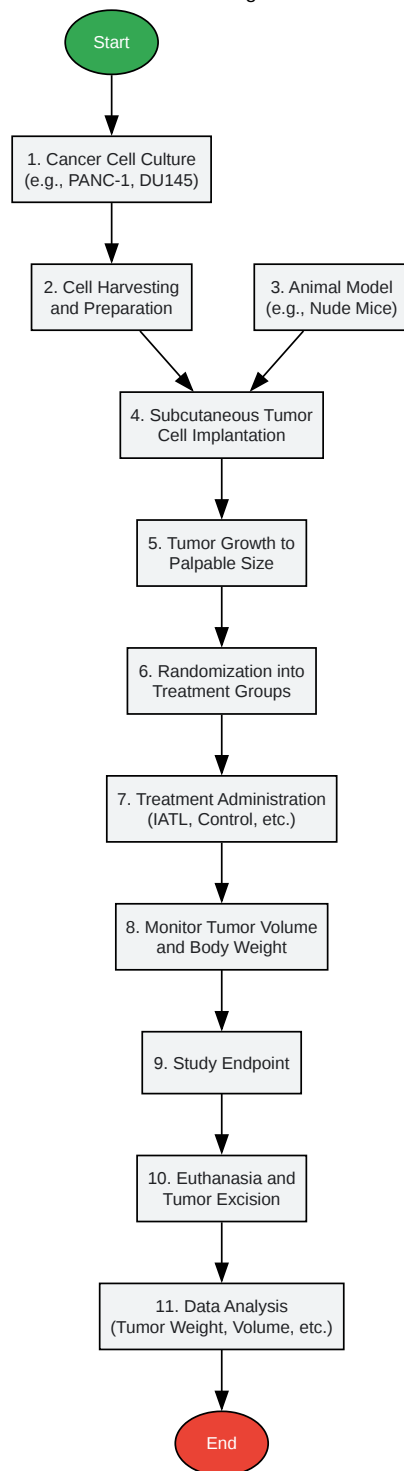 Start
1. Cancer Cell Culture
(e.g., PANC-1, DU145)
2. Cell Harvesting
and Preparation
3. Animal Model
(e.g., Nude Mice)
4. Subcutaneous Tumor
Cell Implantation
5. Tumor Growth to
Palpable Size
6. Randomization into
Treatment Groups
7. Treatment Administration
(IATL, Control, etc.)
8. Monitor Tumor Volume
and Body Weight
9. Study Endpoint
10. Euthanasia and
Tumor Excision
11. Data Analysis
(Tumor Weight, Volume, etc.)
End